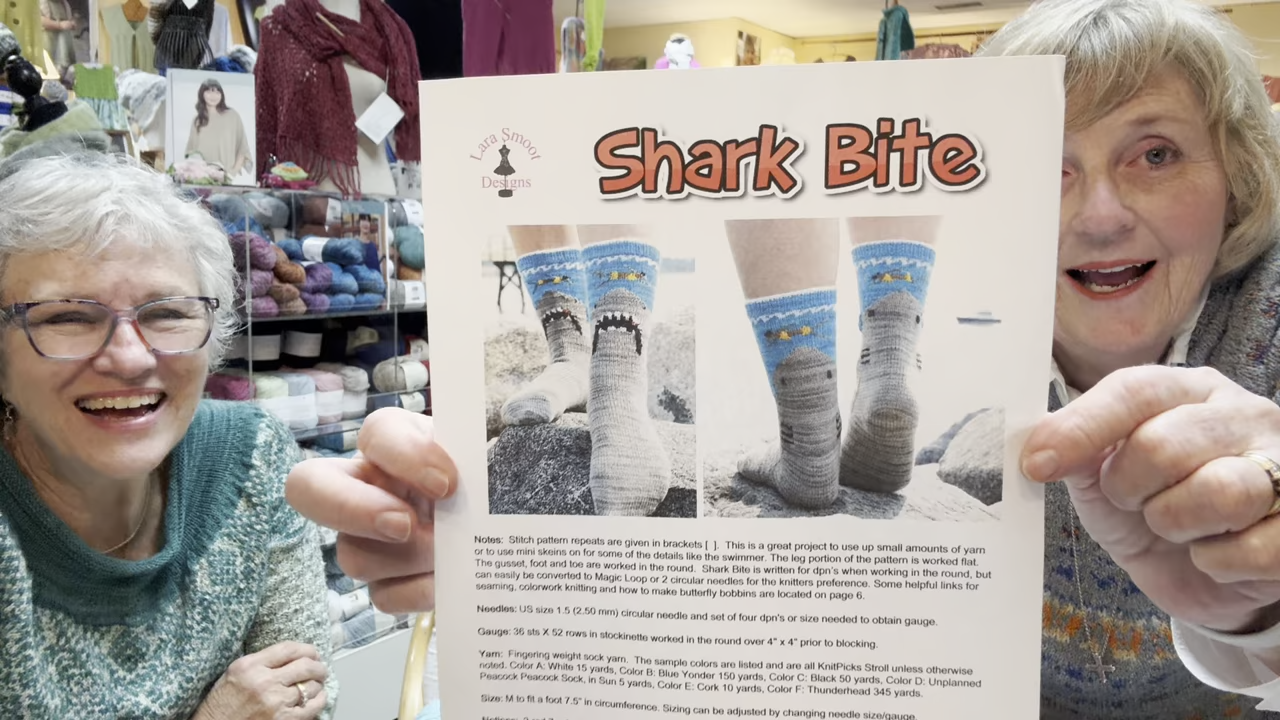 Lara Smoot
Designs
Shark Bite
Notes: Stitch pattern repeats are given in brackets [ ]. This is a great project to use up small amounts of yarn
or to use mini skeins on for some of the details like the swimmer. The leg portion of the pattern is worked flat.
The gusset, foot and toe are worked in the round. Shark Bite is written for dpn's when working in the round, but
can easily be converted to Magic Loop or 2 circular needles for the knitters preference. Some helpful links for
seaming, colorwork knitting and how to make butterfly bobbins are located on page 6.
Needles: US size 1.5 (2.50 mm) circular needle and set of four dpn's or size needed to obtain gauge.
Gauge: 36 sts X 52 rows in stockinette worked in the round over 4" x 4" prior to blocking.
Yarn: Fingering weight sock yarn. The sample colors are listed and are all KnitPicks Stroll unless otherwise
noted. Color A: White 15 yards, Color B: Blue Yonder 150 yards, Color C: Black 50 yards, Color D: Unplanned
Peacock Peacock Sock, in Sun 5 yards, Color E: Cork 10 yards, Color F: Thunderhead 345 yards.
Size: M to fit a foot 7.5" in circumference. Sizing can be adjusted by changing needle size/gauge.